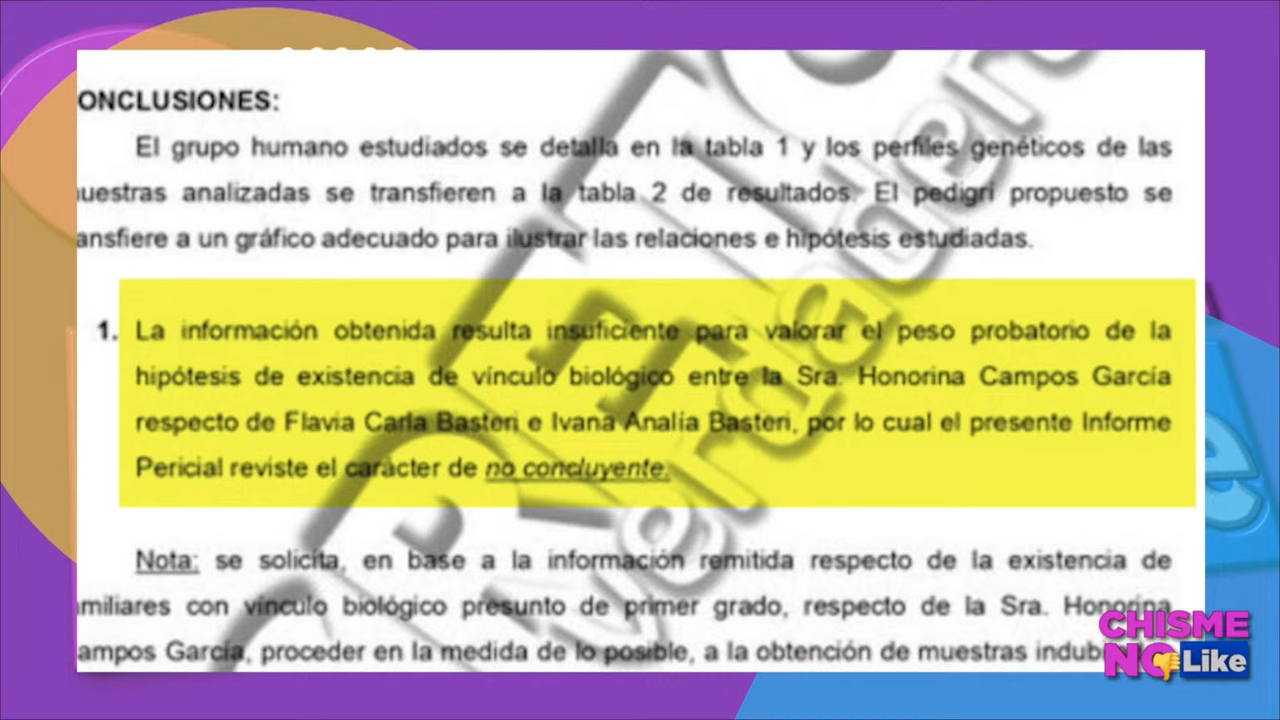 ONCLUSIONES:
El grupo humano estudiados se detalla en la tabla 1 y los perfiles genéticos de las
uestras analizadas se transfieren a la tabla 2 de resultados. El pedigrí propuesto se
ansfiere a un gráfico adecuado para ilustrar las relaciones e hipótesis estudiadas.
1. La información obtenida resulta insuficiente para valorar el peso probatorio de la
hipótesis de existencia de vínculo biológico entre la Sra. Honorina Campos García
respecto de Flavia Carla Basteri e Ivana Analía Basteri, por lo cual el presente Informe
Pericial reviste el carácter de no concluyente.
Nota: se solicita, en base a la información remitida respecto de la existencia de
miliares con vínculo biológico presunto de primer grado, respecto de la Sra. Honorina
ampos García, proceder en la medida de lo posible, a la obtención de muestras indub
CHISME
NO Like